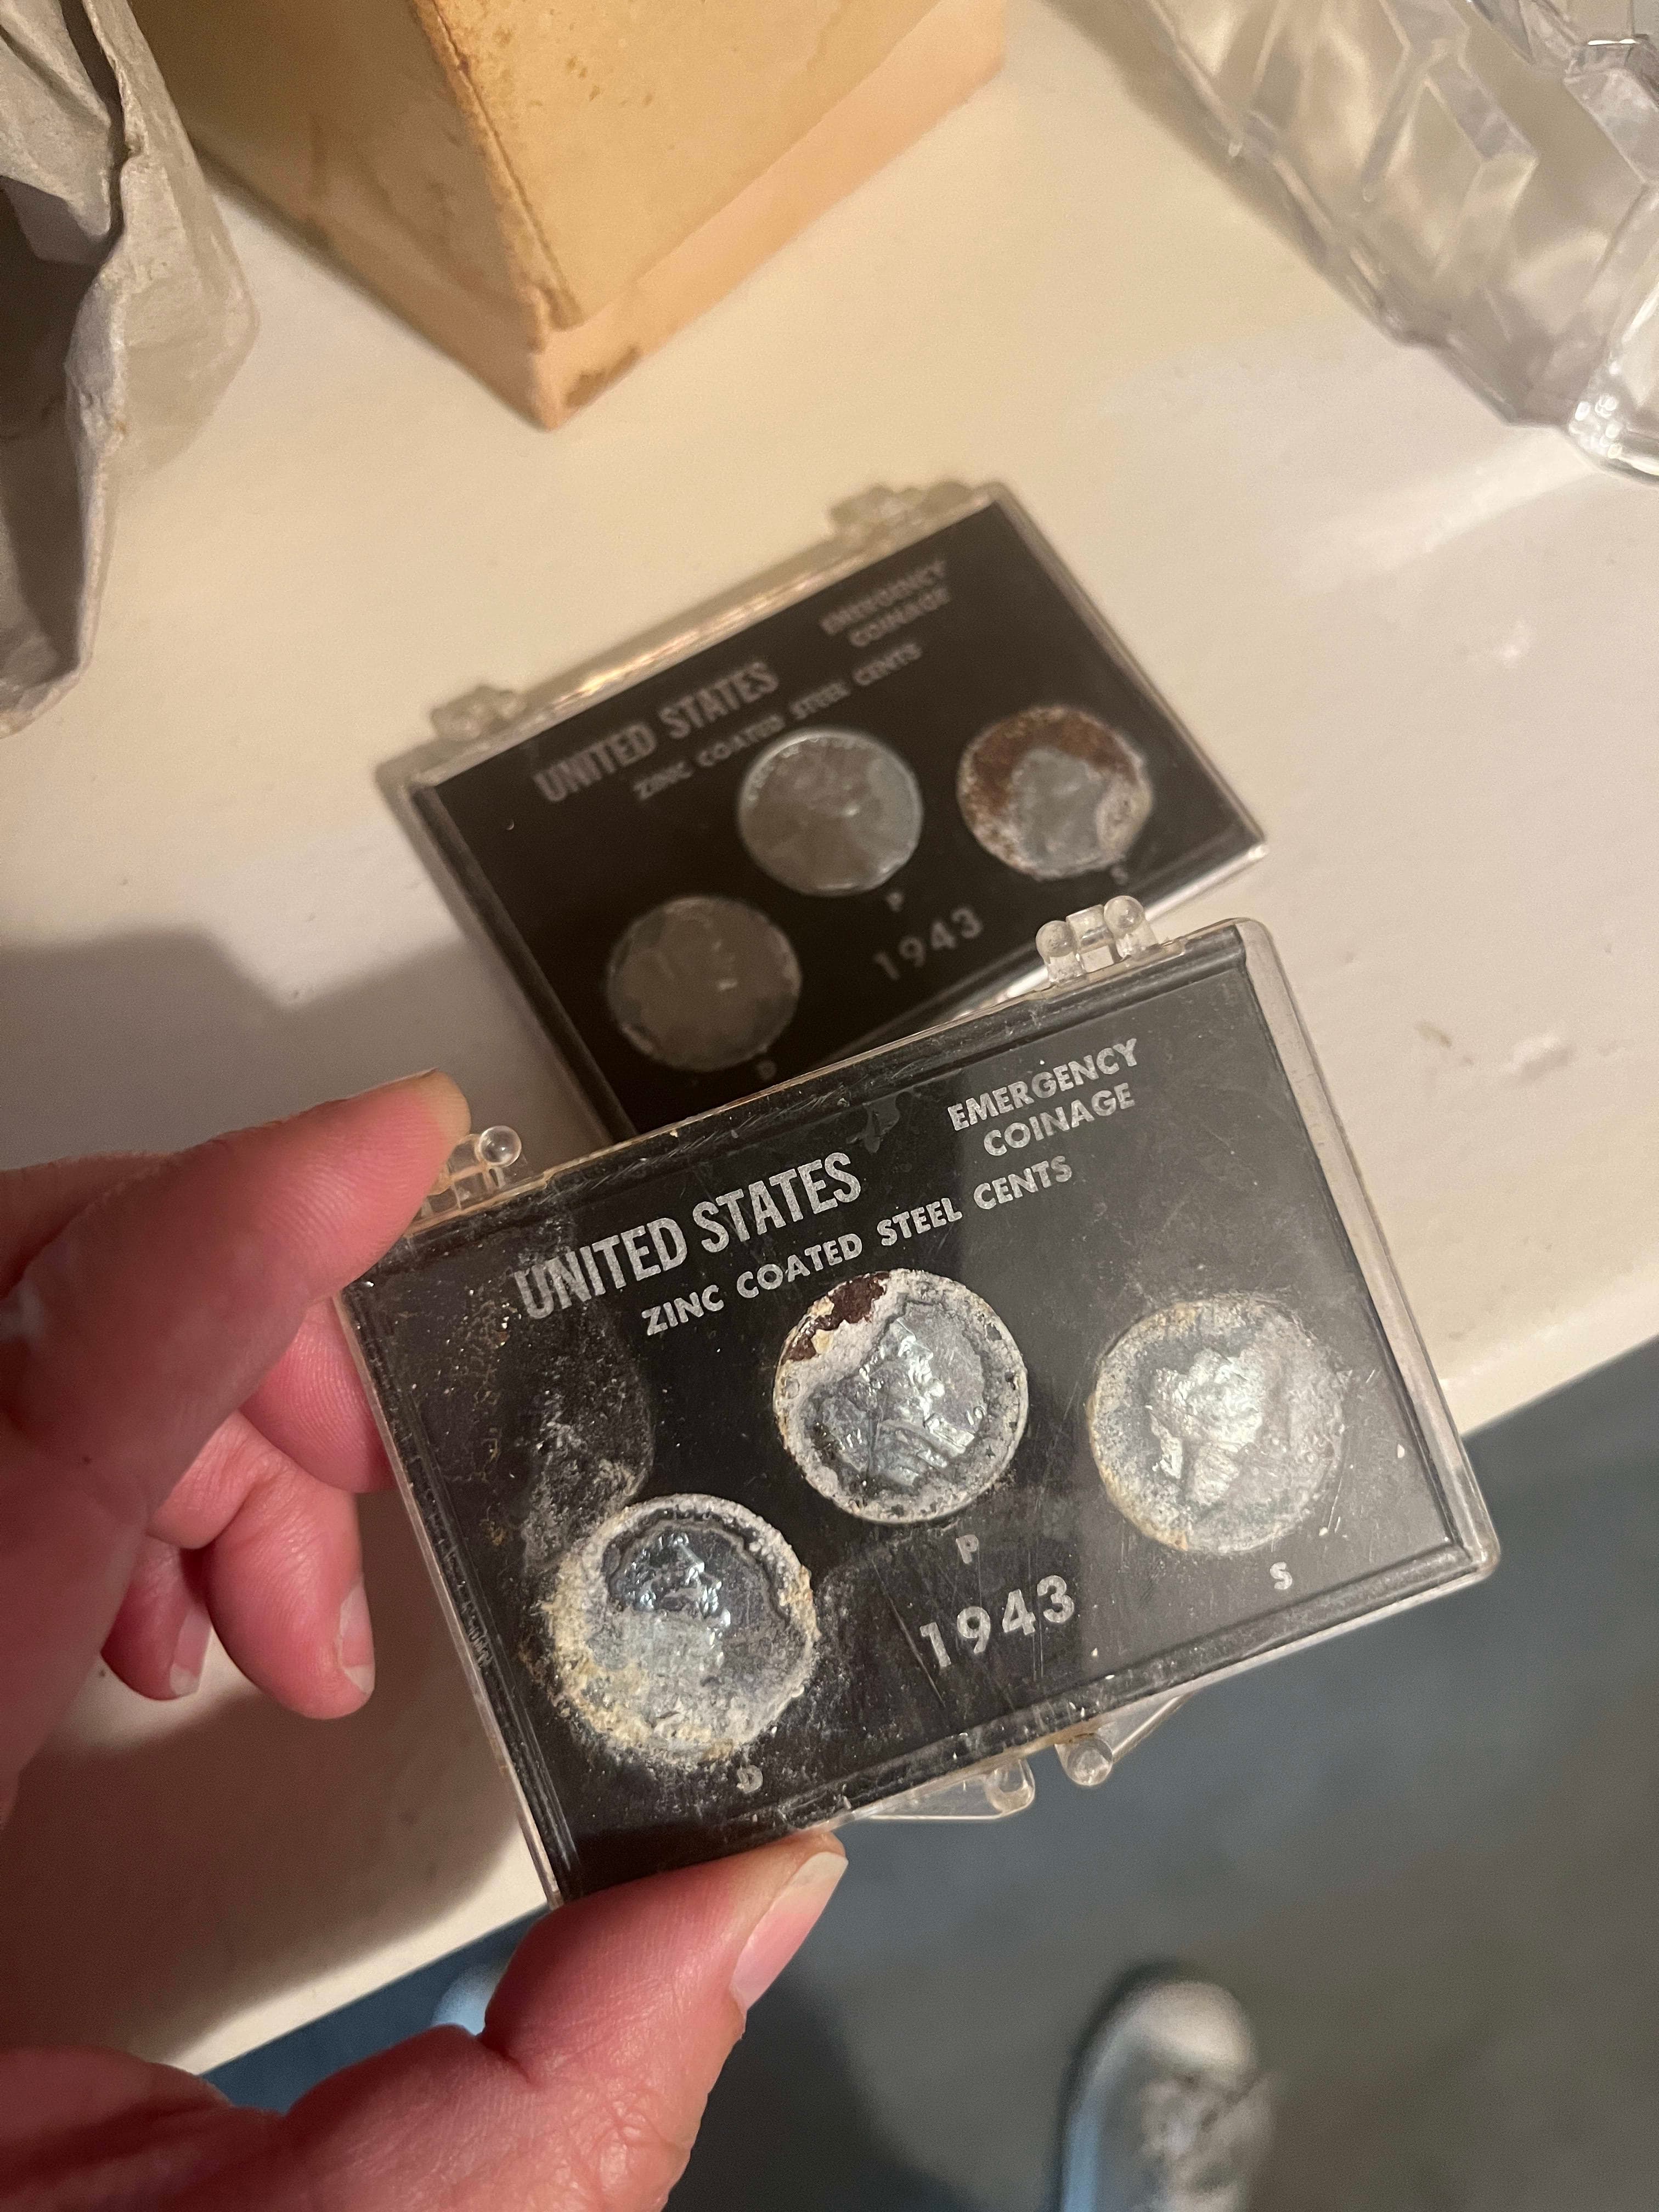 UNITED STATES
EMERGENCY
COINAGE
ZINC COATED STEEL CENTS
P
S
D
1943
UNITED STATES
EMERGENCY
COINAGE
ZINC COATED STEEL CENTS
P
S
D
1943